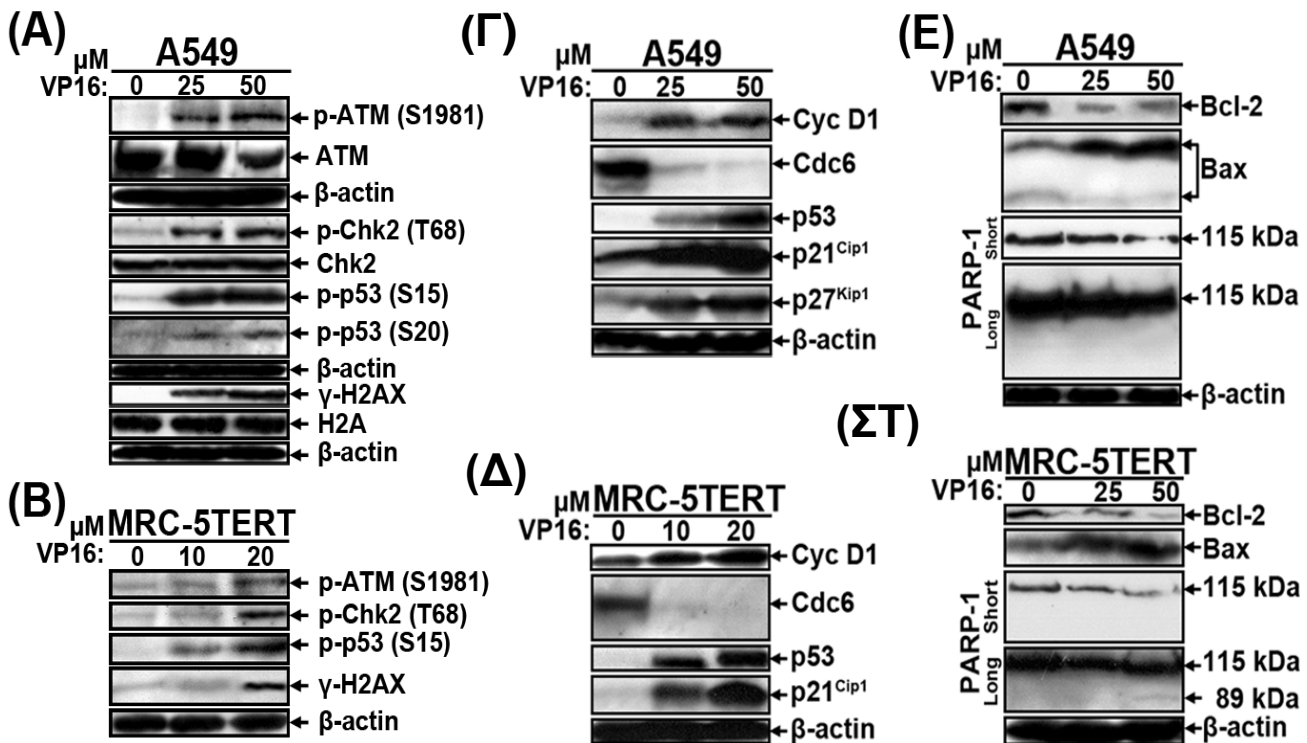 (Α)
μM A549
VP16: 0 25 50
p-ATM (S1981)
ATM
β-actin
p-Chk2 (T68)
Chk2
p-p53 (S15)
p-p53 (S20)
β-actin
γ-H2AX
H2A
β-actin
(Β)
μM MRC-5TERT
VP16: 0 10 20
p-ATM (S1981)
p-Chk2 (T68)
p-p53 (S15)
γ-H2AX
β-actin
(Γ)
μM A549
VP16: 0 25 50
Cyc D1
Cdc6
p53
p21Cip1
p27Kip1
β-actin
(Δ)
μM MRC-5TERT
VP16: 0 10 20
Cyc D1
Cdc6
p53
p21Cip1
β-actin
(Ε)
μM A549
VP16: 0 25 50
Bcl-2
Bax
PARP-1
Short
115 kDa
Long
115 kDa
β-actin
(ΣΤ)
μM MRC-5TERT
VP16: 0 25 50
Bcl-2
Bax
PARP-1
Short
115 kDa
Long
115 kDa
89 kDa
β-actin